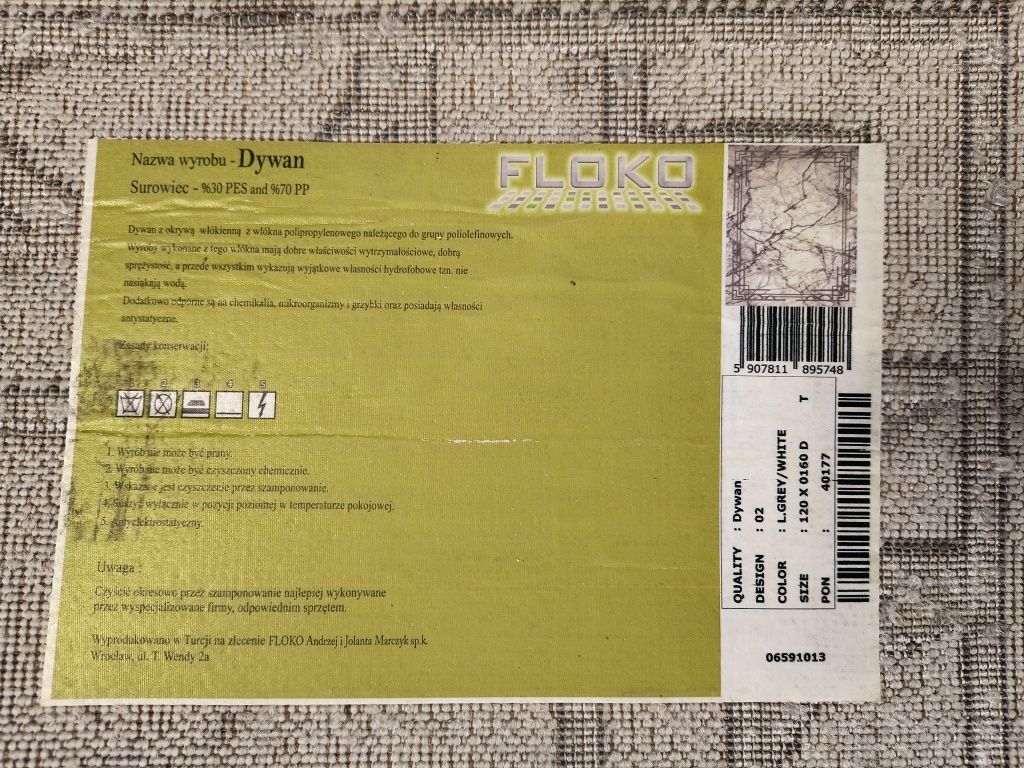 Nazwa wyrobu - Dywan
Surowiec - %30 PES and %70 PP
FLOKO
Dywan z okrywą włókienną z włókna polipropylenowego należącego do grupy poliolefinowych.
Wyroby wykonane z tego włókna mają dobre właściwości wytrzymałościowe, dobrą
sprężystość, a przede wszystkim wykazują wyjątkowe własności hydrofobowe tzn. nie
nasiąkają wodą.
Dodatkowo odporne są na chemikalia, mikroorganizmy i grzybki oraz posiadają własności
antystatyczne.
Zasady konserwacji:
1 2 3 4 5
1. Wyrób nie może być prany.
2. Wyrób nie może być czyszczony chemicznie.
3. Wskazane jest czyszczenie przez szamponowanie.
4. Suszyć wyłącznie w pozycji poziomej w temperaturze pokojowej.
5. Antyelektrostatyczny.
Uwaga :
Czyścić okresowo przez szamponowanie najlepiej wykonywane
przez wyspecjalizowane firmy, odpowiednim sprzętem.
Wyprodukowano w Turcji na zlecenie FLOKO Andrzej i Jolanta Marczyk sp.k.
Wrocław, ul. T. Wendy 2a
5 907811 895748
QUALITY : Dywan
DESIGN : 02
COLOR : L.GREY/WHITE
SIZE : 120 X 0160 D T
PON : 40177
06591013